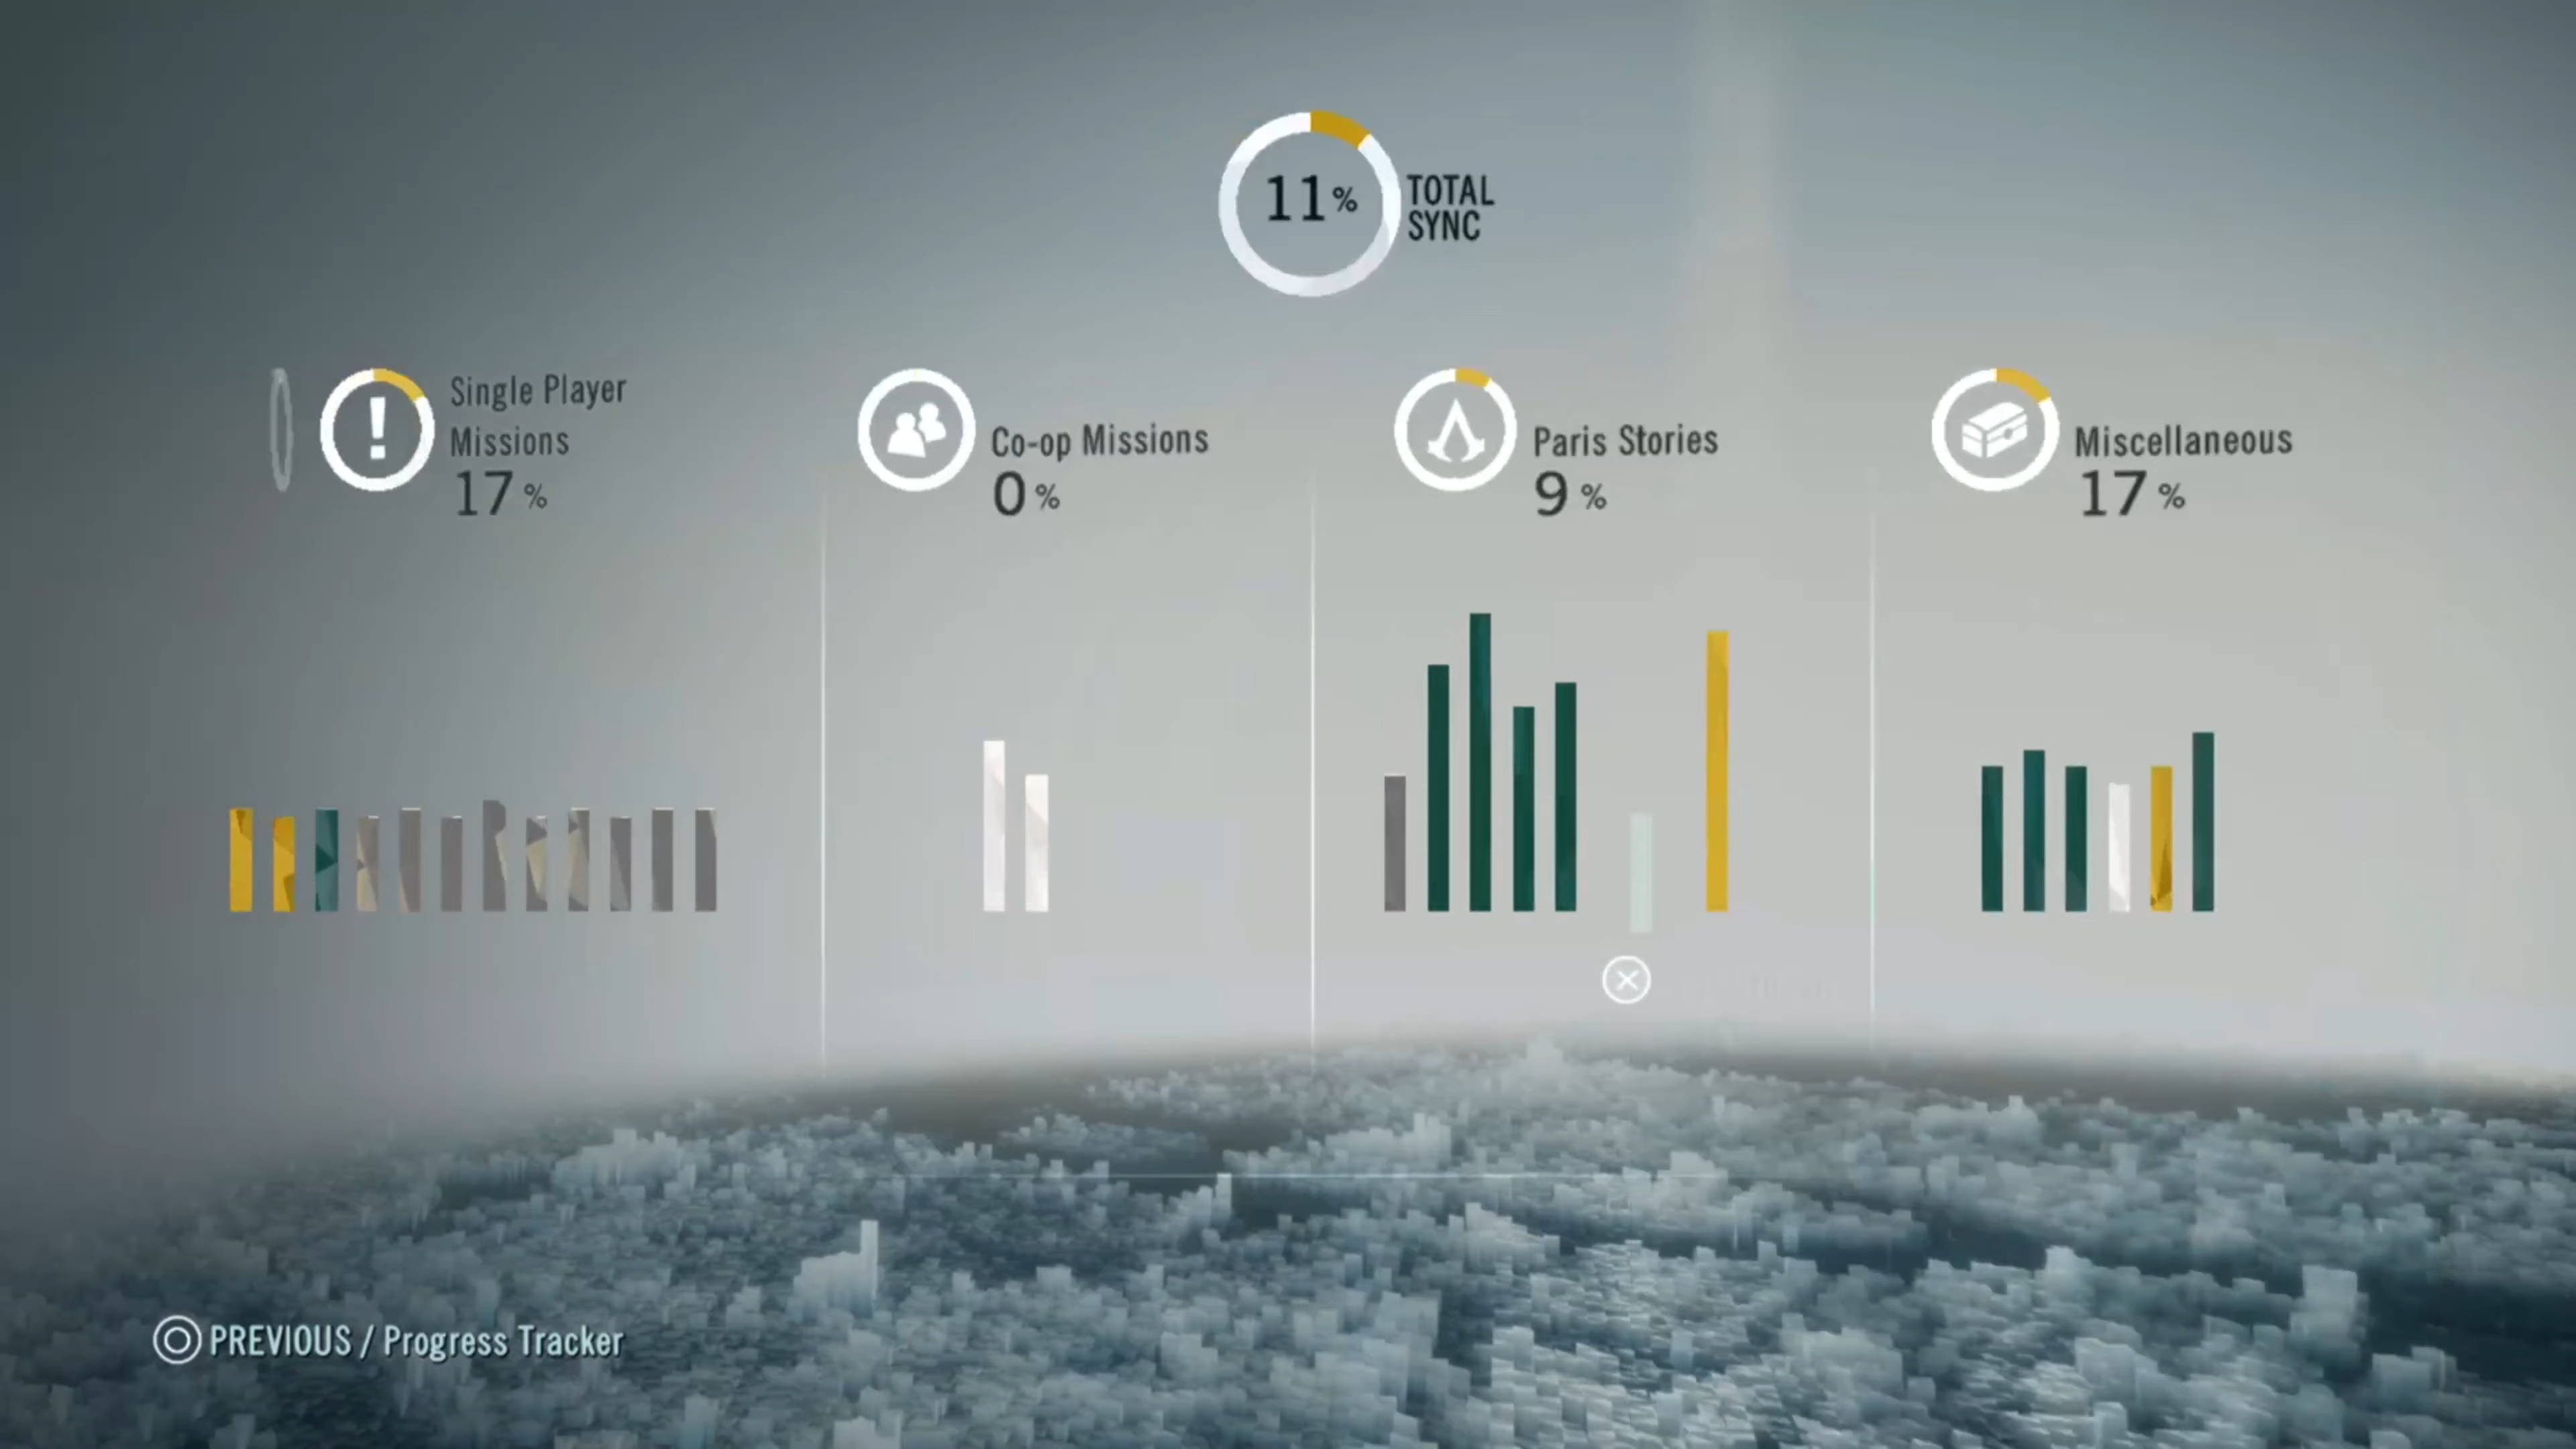 11%
TOTAL
SYNC
Single Player
Missions
17 %
Co-op Missions
0 %
Paris Stories
9 %
Miscellaneous
17 %
PREVIOUS / Progress Tracker